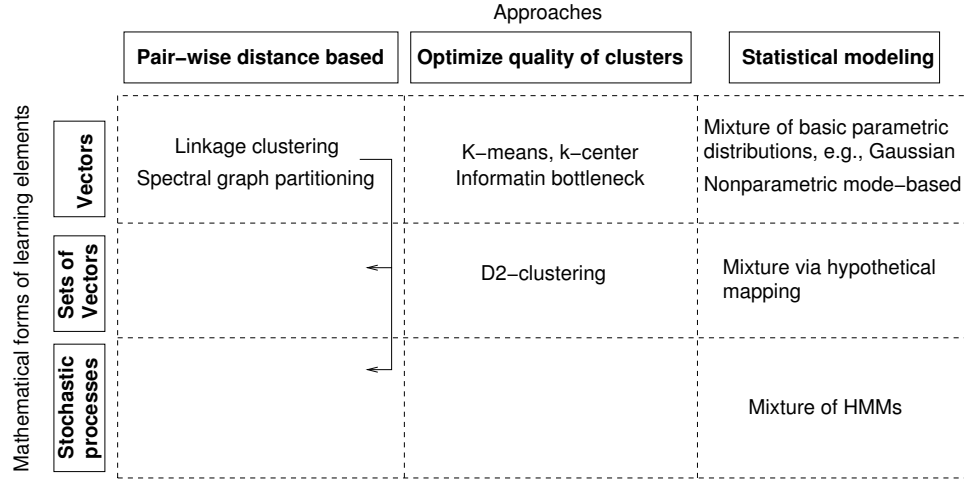 Approaches
Pair−wise distance based
Optimize quality of clusters
Statistical modeling
Mathematical forms of learning elements
Vectors
Linkage clustering
Spectral graph partitioning
K−means, k−center
Informatin bottleneck
Mixture of basic parametric
distributions, e.g., Gaussian
Nonparametric mode−based
Sets of
Vectors
D2−clustering
Mixture via hypothetical
mapping
Stochastic
processes
Mixture of HMMs